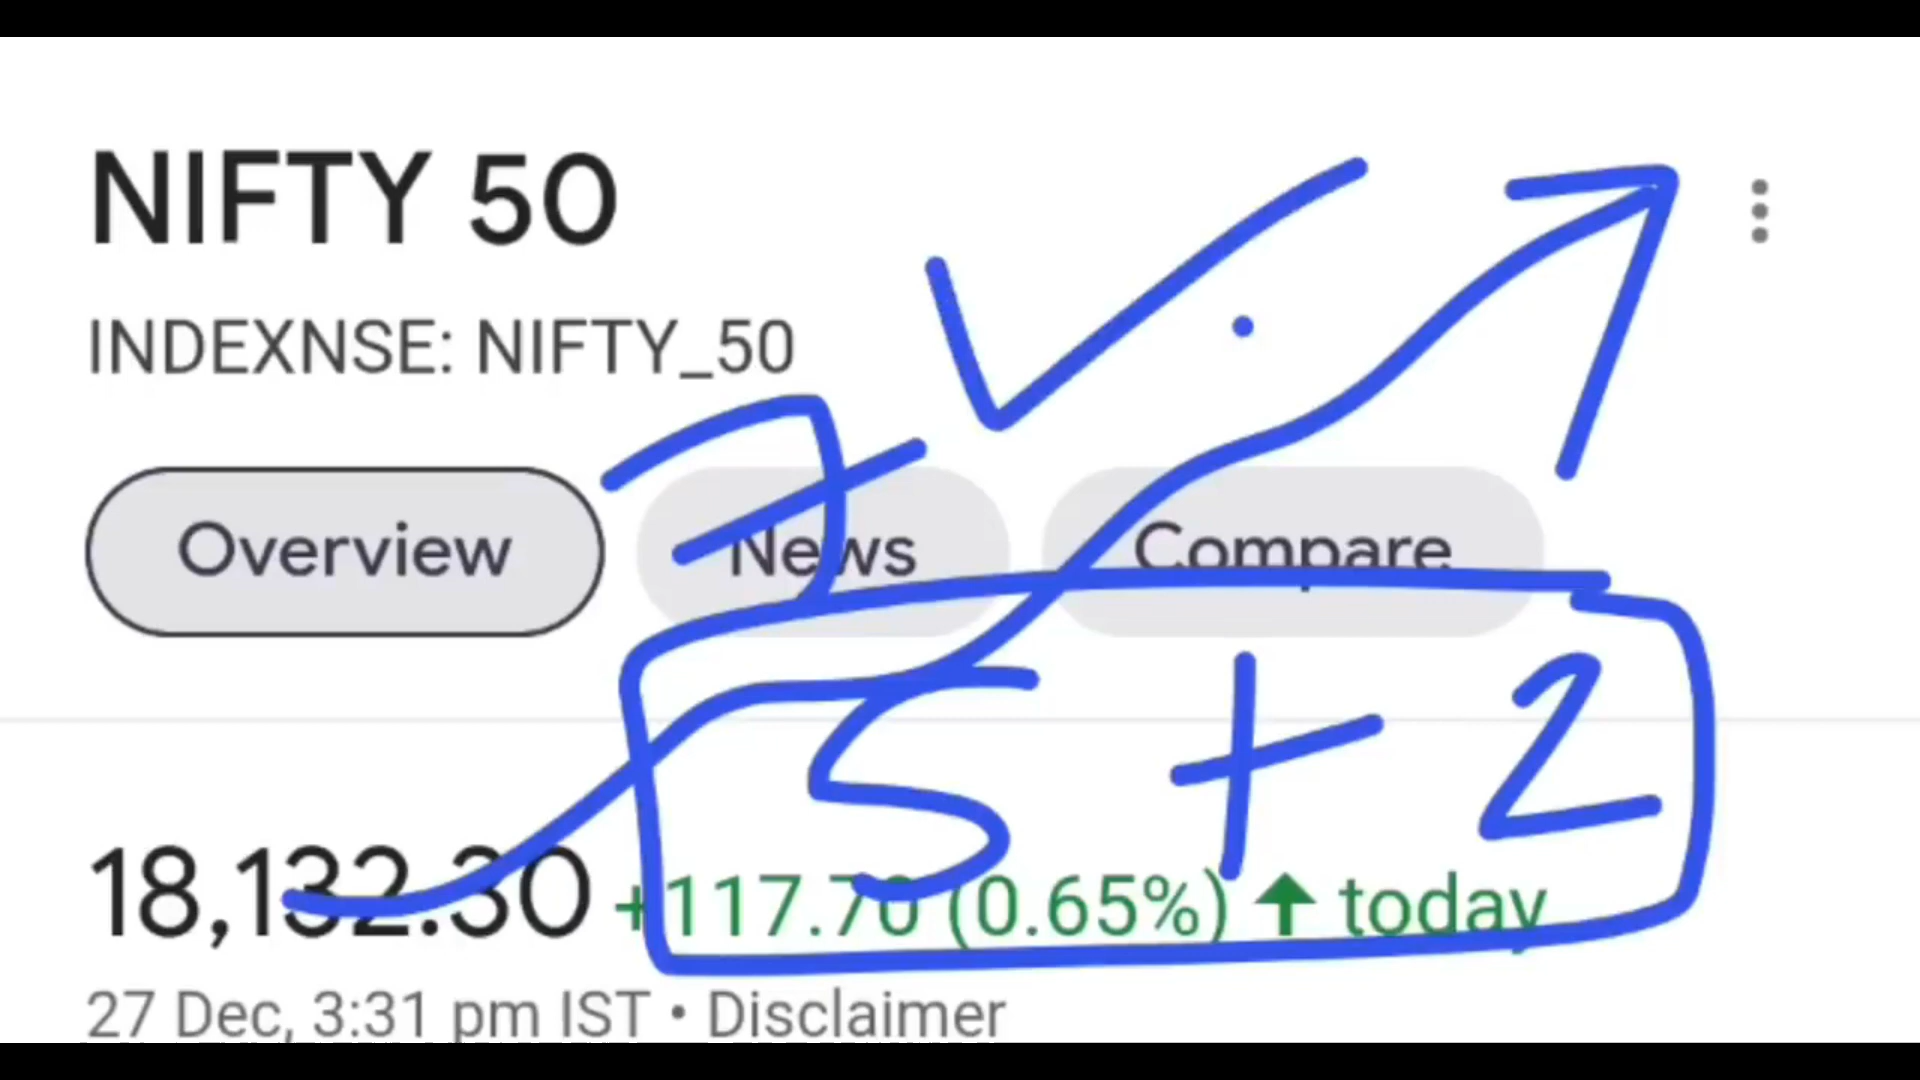 NIFTY 50
INDEXNSE: NIFTY_50
7
Overview News Compare
5 + 2
18,132.30 +117.70 (0.65%) ↑ today
27 Dec, 3:31 pm IST • Disclaimer